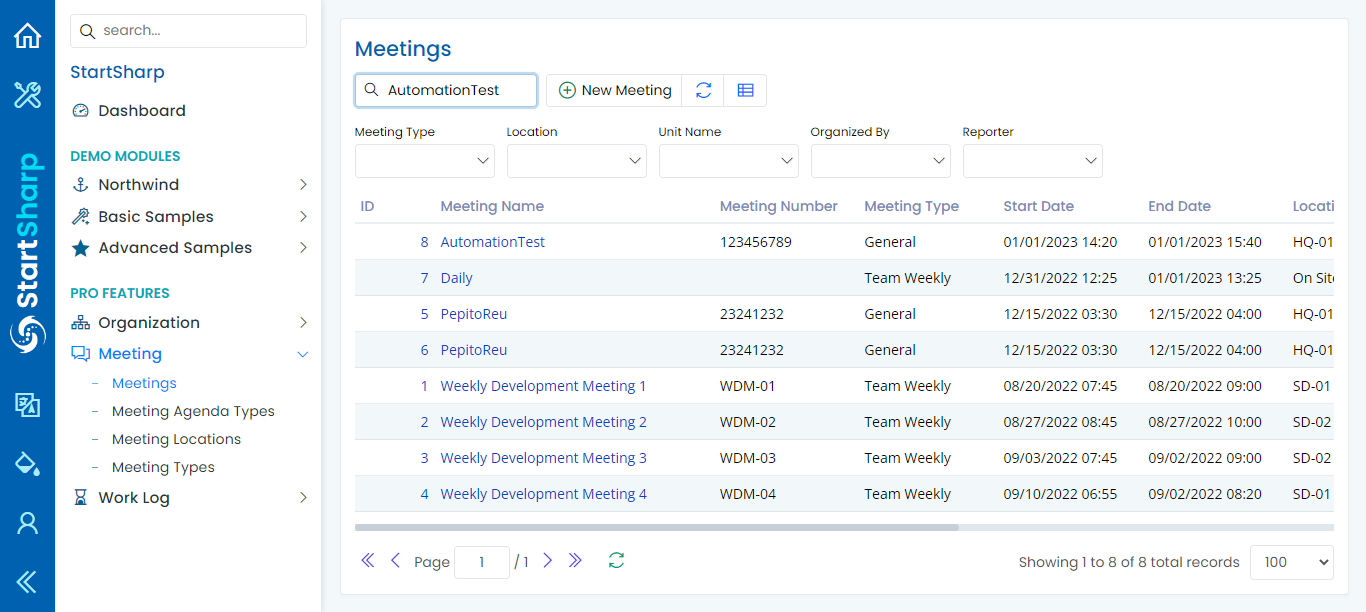 search...
StartSharp
Dashboard
DEMO MODULES
Northwind
Basic Samples
Advanced Samples
PRO FEATURES
Organization
Meeting
Meetings
Meeting Agenda Types
Meeting Locations
Meeting Types
Work Log
StartSharp
Meetings
AutomationTest New Meeting
Meeting Type Location Unit Name Organized By Reporter
ID Meeting Name Meeting Number Meeting Type Start Date End Date Locati
8 AutomationTest 123456789 General 01/01/2023 14:20 01/01/2023 15:40 HQ-01
7 Daily Team Weekly 12/31/2022 12:25 01/01/2023 13:25 On Site
5 PepitoReu 23241232 General 12/15/2022 03:30 12/15/2022 04:00 HQ-01
6 PepitoReu 23241232 General 12/15/2022 03:30 12/15/2022 04:00 HQ-01
1 Weekly Development Meeting 1 WDM-01 Team Weekly 08/20/2022 07:45 08/20/2022 09:00 SD-01
2 Weekly Development Meeting 2 WDM-02 Team Weekly 08/27/2022 08:45 08/27/2022 10:00 SD-02
3 Weekly Development Meeting 3 WDM-03 Team Weekly 09/03/2022 07:45 09/02/2022 09:00 SD-02
4 Weekly Development Meeting 4 WDM-04 Team Weekly 09/10/2022 06:55 09/02/2022 08:20 SD-01
Page 1 / 1 Showing 1 to 8 of 8 total records 100